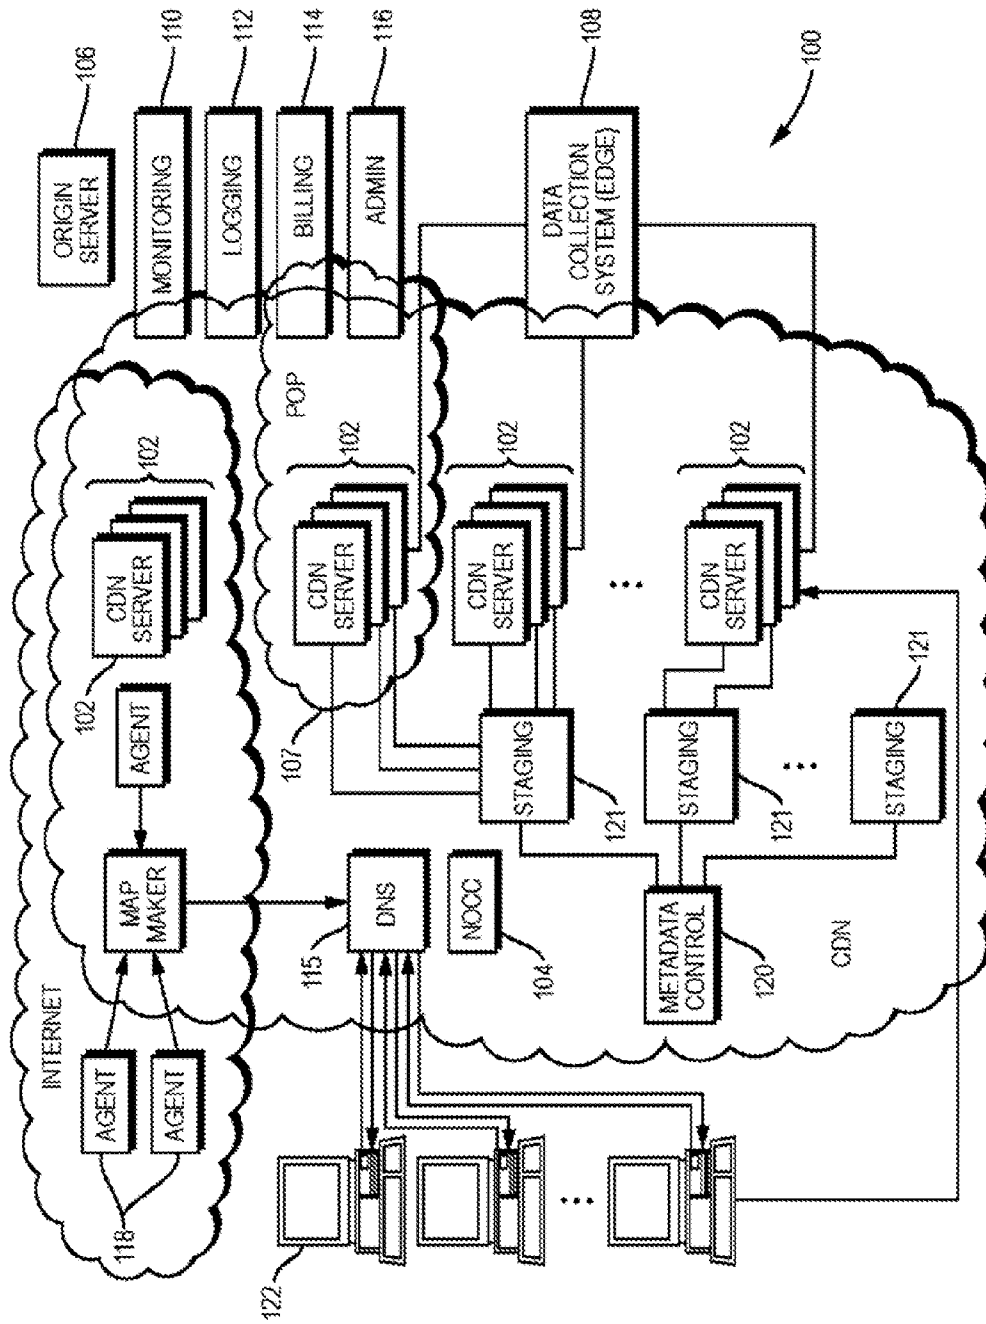 INTERNET
ORIGIN
SERVER
106
AGENT
AGENT
118
MAP
MAKER
AGENT
102
CDN
SERVER
102
MONITORING
110
LOGGING
112
BILLING
114
ADMIN
116
POP
122
115
DNS
107
CDN
SERVER
102
NOCC
104
STAGING
121
CDN
SERVER
102
DATA
COLLECTION
SYSTEM (EDGE)
108
...
...
METADATA
CONTROL
120
STAGING
121
CDN
SERVER
102
...
STAGING
121
CDN
100